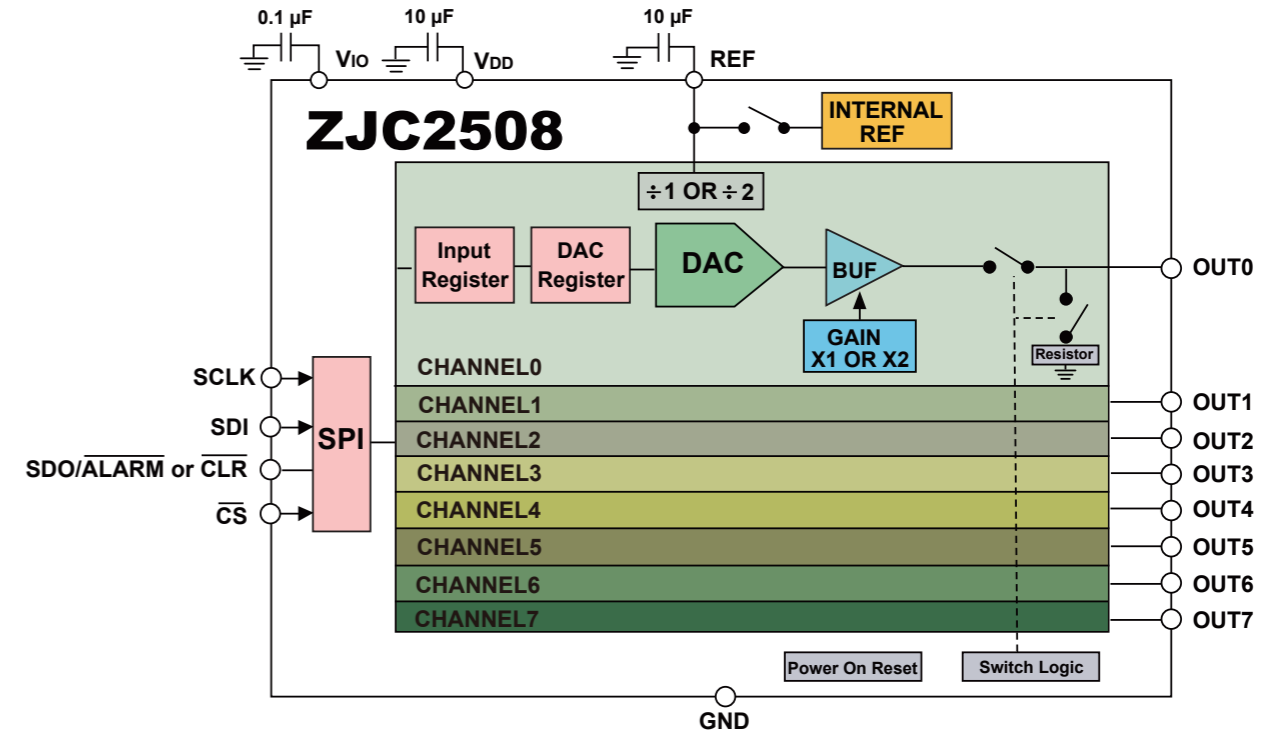 0.1 µF
10 µF
10 µF
VIO
VDD
REF
ZJC2508
INTERNAL
REF
÷1 OR ÷2
Input
Register
DAC
Register
DAC
BUF
OUT0
GAIN
X1 OR X2
Resistor
CHANNEL0
SCLK
CHANNEL1
OUT1
SDI
SPI
CHANNEL2
OUT2
SDO/ALARM or CLR
CHANNEL3
OUT3
CS
CHANNEL4
OUT4
CHANNEL5
OUT5
CHANNEL6
OUT6
CHANNEL7
OUT7
Power On Reset
Switch Logic
GND